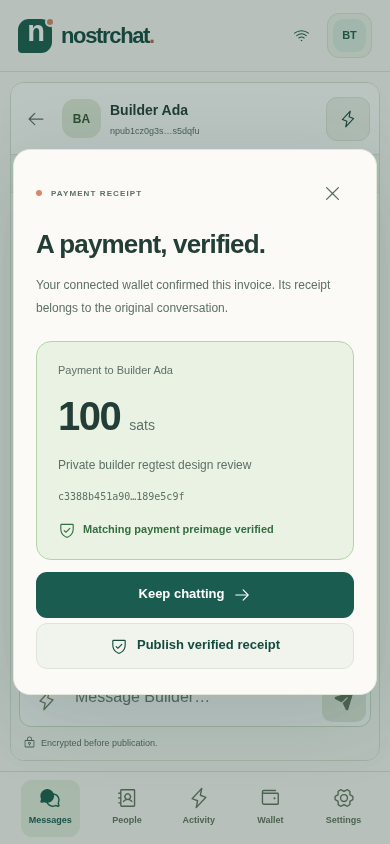 n nostrchat.
BT
BA
Builder Ada
npub1cz0g3s...s5dqfu
PAYMENT RECEIPT
A payment, verified.
Your connected wallet confirmed this invoice. Its receipt
belongs to the original conversation.
Payment to Builder Ada
100 sats
Private builder regtest design review
c3388b451a90…189e5c9f
Matching payment preimage verified
Keep chatting
Publish verified receipt
Message Builder…
Encrypted before publication.
Messages
People
Activity
Wallet
Settings